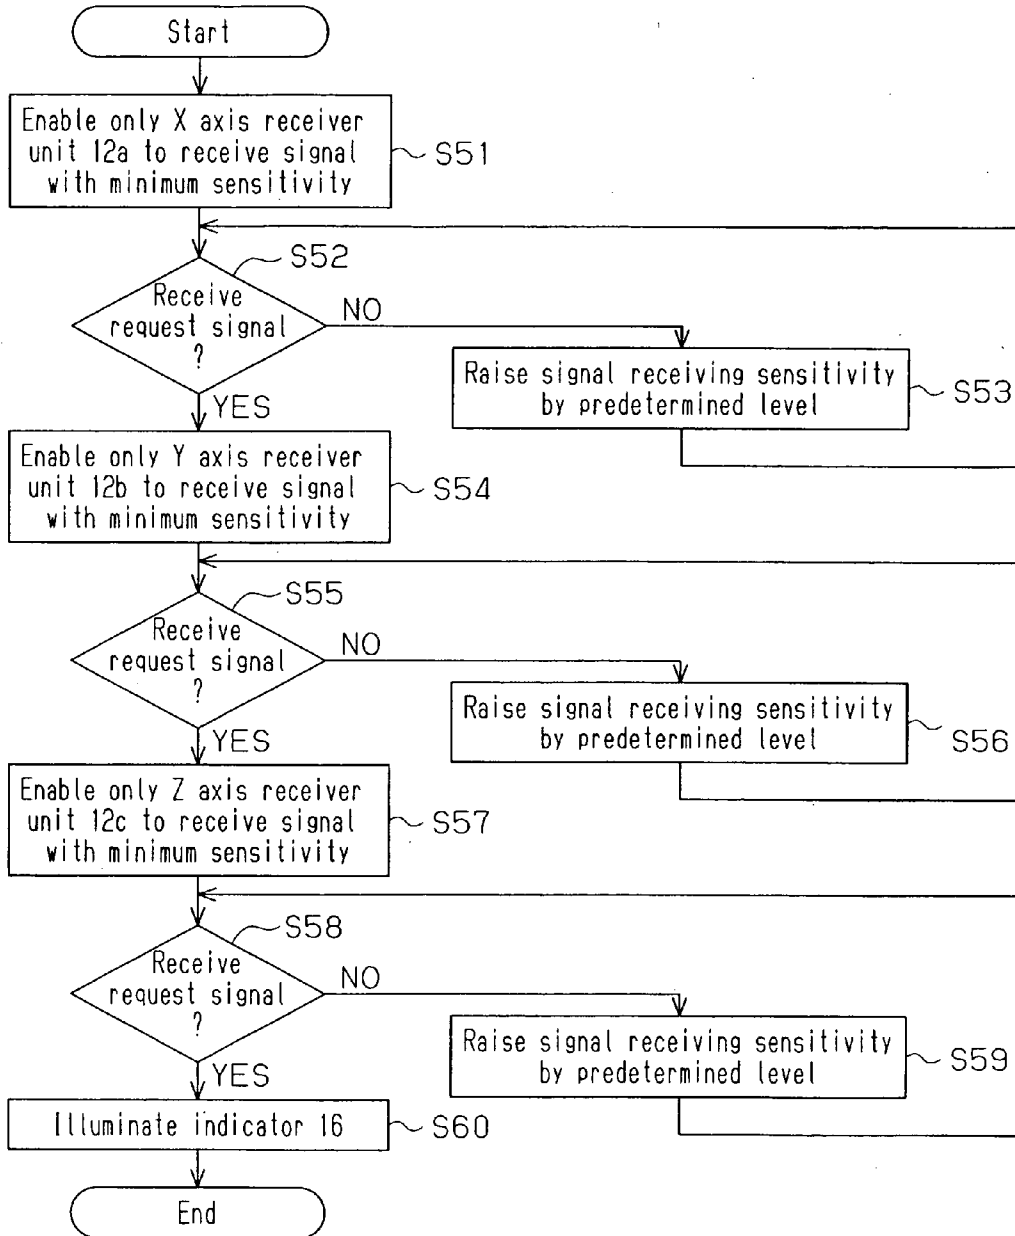 Start
Enable only X axis receiver
unit 12a to receive signal
with minimum sensitivity
S51
S52
Receive
request signal
?
NO
YES
Raise signal receiving sensitivity
by predetermined level
S53
Enable only Y axis receiver
unit 12b to receive signal
with minimum sensitivity
S54
S55
Receive
request signal
?
NO
YES
Raise signal receiving sensitivity
by predetermined level
S56
Enable only Z axis receiver
unit 12c to receive signal
with minimum sensitivity
S57
S58
Receive
request signal
?
NO
YES
Raise signal receiving sensitivity
by predetermined level
S59
Illuminate indicator 16
S60
End